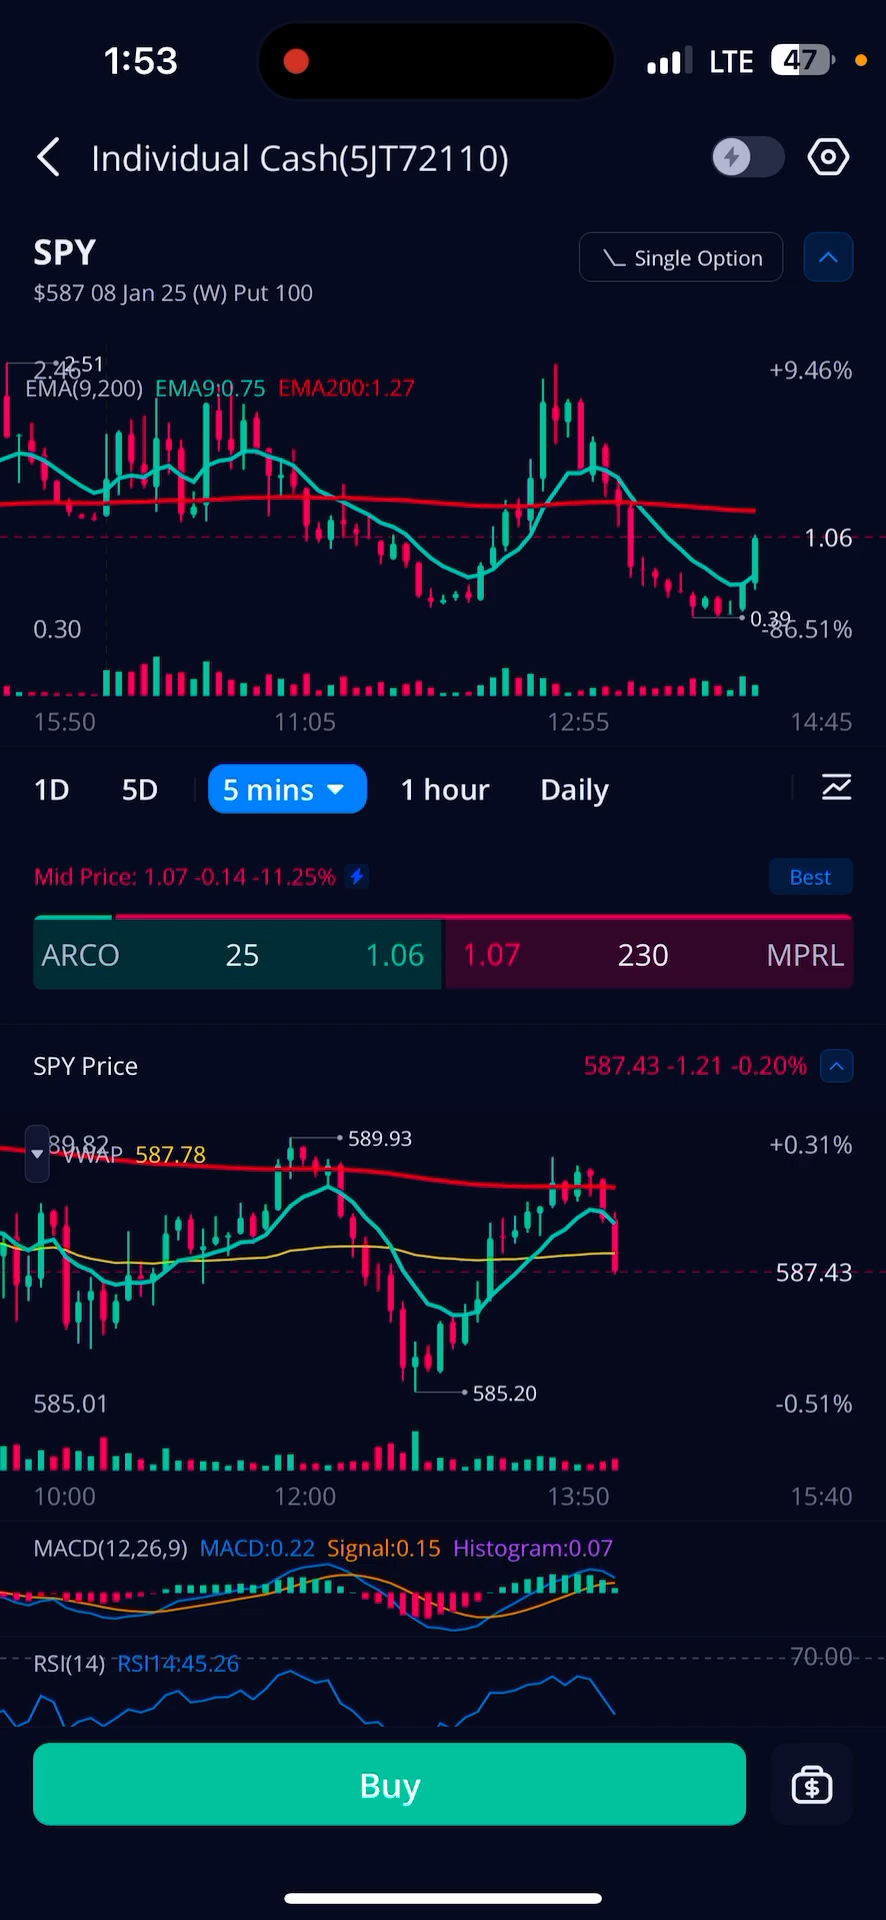 1:53 LTE 47
Individual Cash(5JT72110)
SPY Single Option
$587 08 Jan 25 (W) Put 100
2.46 2.51 +9.46%
EMA(9,200) EMA9:0.75 EMA200:1.27
1.06
0.39
0.30 -86.51%
15:50 11:05 12:55 14:45
1D 5D 5 mins 1 hour Daily
Mid Price: 1.07 -0.14 -11.25% Best
ARCO 25 1.06 1.07 230 MPRL
SPY Price 587.43 -1.21 -0.20%
589.93 +0.31%
VWAP 587.78
587.43
585.20
585.01 -0.51%
10:00 12:00 13:50 15:40
MACD(12,26,9) MACD:0.22 Signal:0.15 Histogram:0.07
RSI(14) RSI14:45.26 70.00
Buy